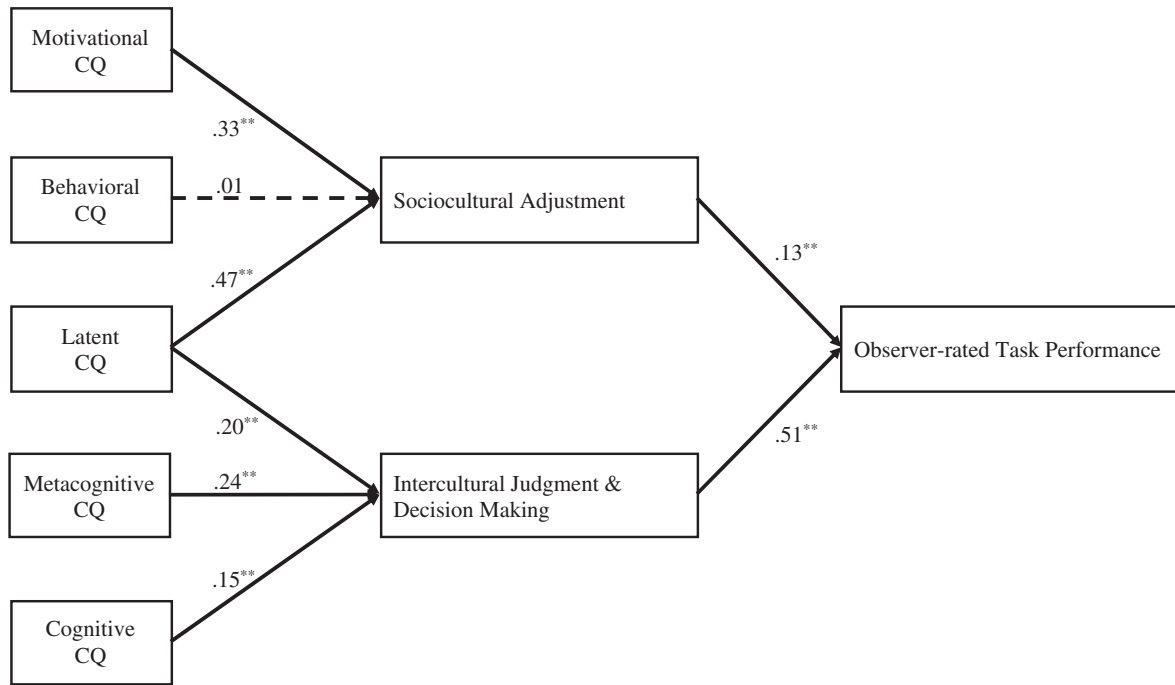 Motivational
CQ
.33**
Behavioral
CQ
.01
Sociocultural Adjustment
.47**
.13**
Latent
CQ
Observer-rated Task Performance
.20**
.51**
Metacognitive
CQ
.24**
Intercultural Judgment &
Decision Making
.15**
Cognitive
CQ